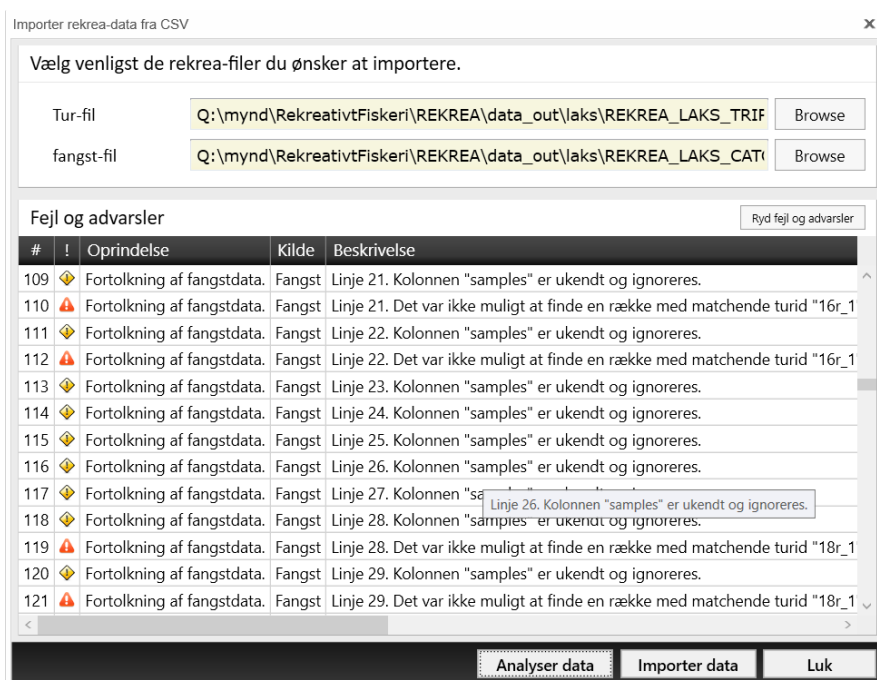 Importer rekrea-data fra CSV x
Vælg venligst de rekrea-filer du ønsker at importere.
Tur-fil Q:\mynd\RekreativtFiskeri\REKREA\data_out\laks\REKREA_LAKS_TRIP Browse
fangst-fil Q:\mynd\RekreativtFiskeri\REKREA\data_out\laks\REKREA_LAKS_CAT Browse
Fejl og advarsler Ryd fejl og advarsler
# ! Oprindelse Kilde Beskrivelse
109 Fortolkning af fangstdata. Fangst Linje 21. Kolonnen "samples" er ukendt og ignoreres.
110 Fortolkning af fangstdata. Fangst Linje 21. Det var ikke muligt at finde en række med matchende turid "16r_1
111 Fortolkning af fangstdata. Fangst Linje 22. Kolonnen "samples" er ukendt og ignoreres.
112 Fortolkning af fangstdata. Fangst Linje 22. Det var ikke muligt at finde en række med matchende turid "16r_1
113 Fortolkning af fangstdata. Fangst Linje 23. Kolonnen "samples" er ukendt og ignoreres.
114 Fortolkning af fangstdata. Fangst Linje 24. Kolonnen "samples" er ukendt og ignoreres.
115 Fortolkning af fangstdata. Fangst Linje 25. Kolonnen "samples" er ukendt og ignoreres.
116 Fortolkning af fangstdata. Fangst Linje 26. Kolonnen "samples" er ukendt og ignoreres.
117 Fortolkning af fangstdata. Fangst Linje 27. Kolonnen "sa
Linje 26. Kolonnen "samples" er ukendt og ignoreres.
118 Fortolkning af fangstdata. Fangst Linje 28. Kolonnen "samples" er ukendt og ignoreres.
119 Fortolkning af fangstdata. Fangst Linje 28. Det var ikke muligt at finde en række med matchende turid "18r_1
120 Fortolkning af fangstdata. Fangst Linje 29. Kolonnen "samples" er ukendt og ignoreres.
121 Fortolkning af fangstdata. Fangst Linje 29. Det var ikke muligt at finde en række med matchende turid "18r_1
Analyser data Importer data Luk